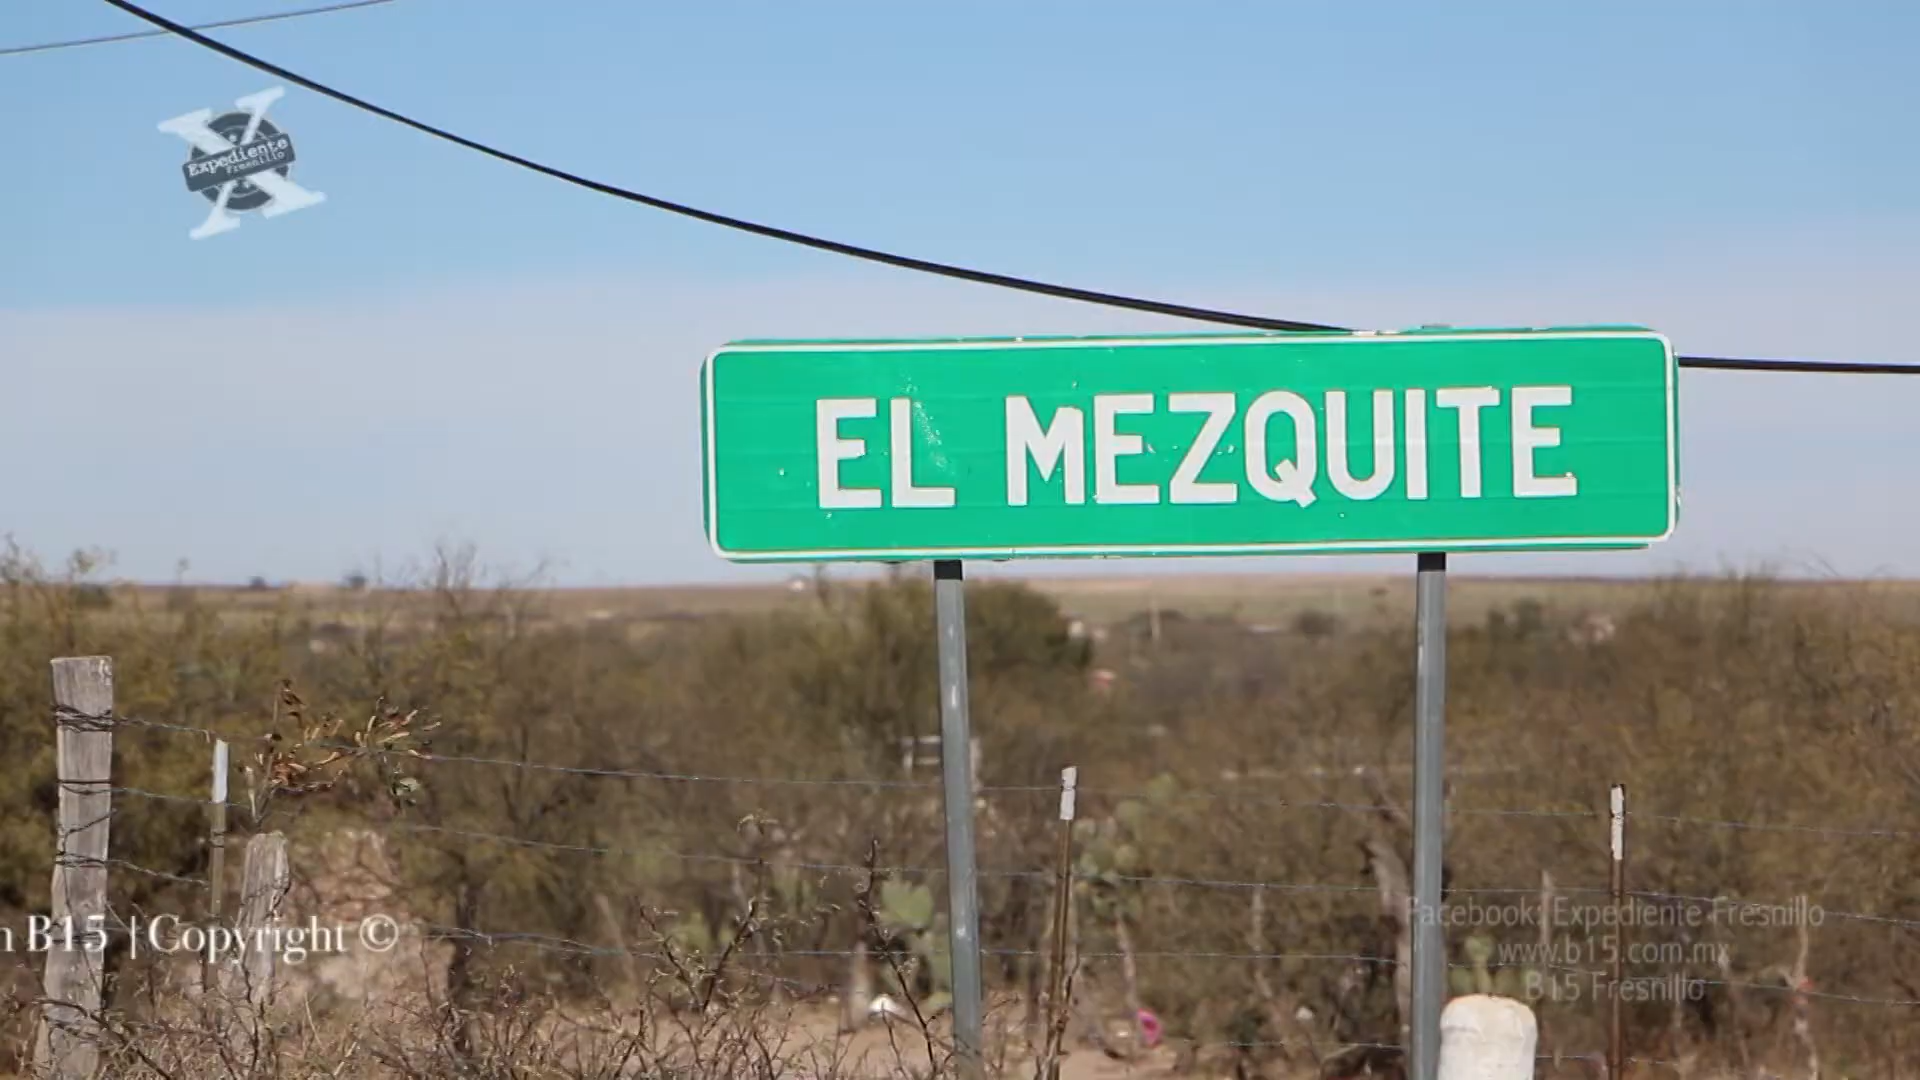 X
Expediente
Fresnillo
EL MEZQUITE
n B15 | Copyright ©
Facebook: Expediente Fresnillo
www.b15.com.mx
B15 Fresnillo